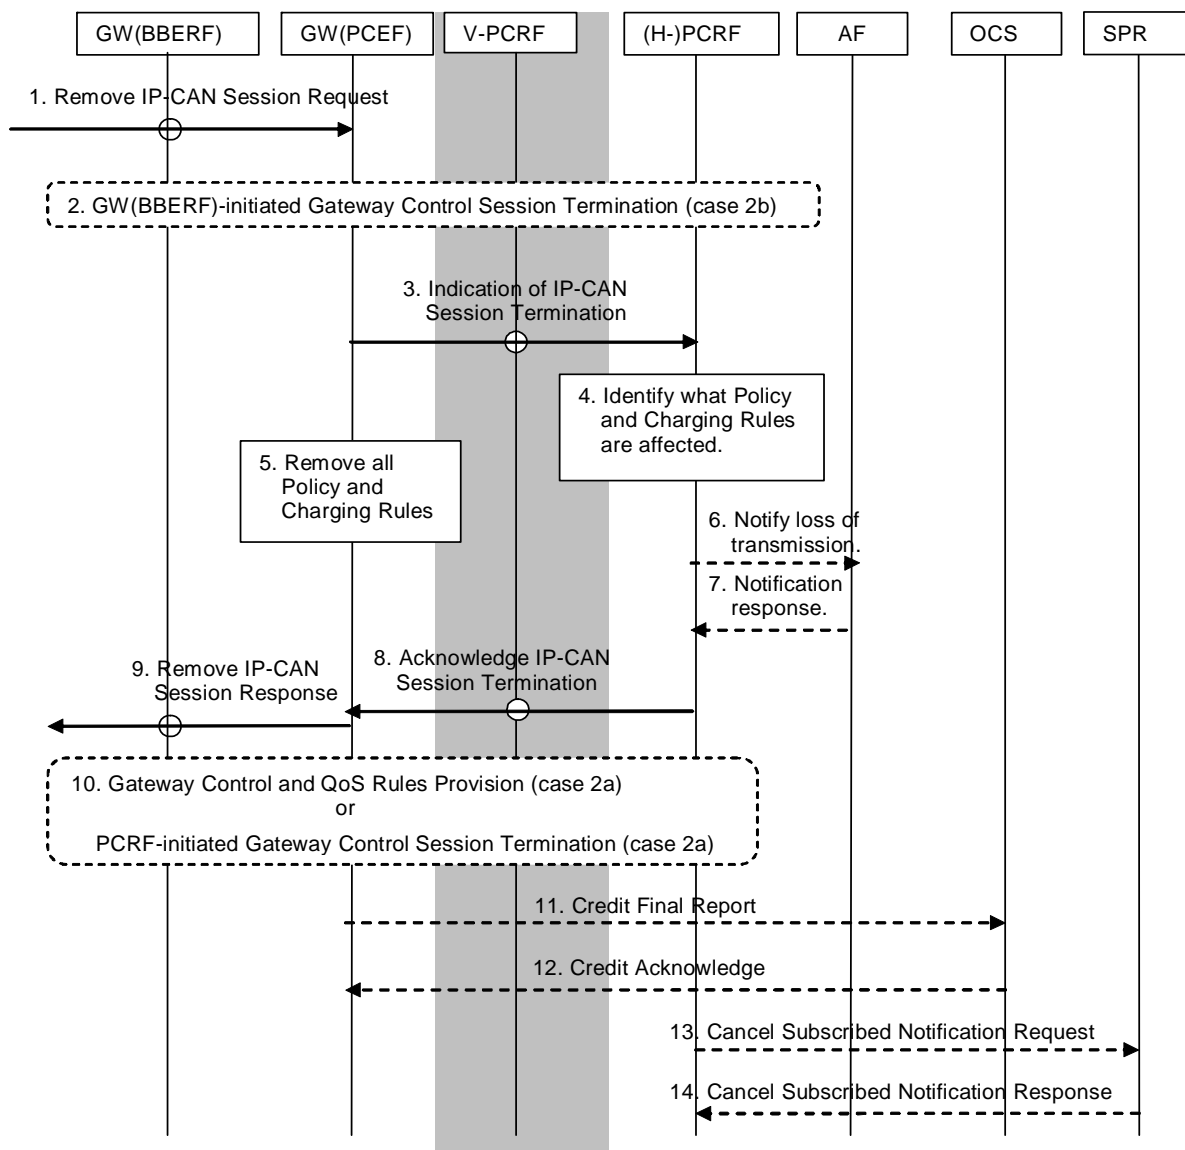 GW(BBERF)
GW(PCEF)
V-PCRF
(H-)PCRF
AF
OCS
SPR
1. Remove IP-CAN Session Request
2. GW(BBERF)-initiated Gateway Control Session Termination (case 2b)
3. Indication of IP-CAN
Session Termination
4. Identify what Policy
and Charging Rules
are affected.
5. Remove all
Policy and
Charging Rules
6. Notify loss of
transmission.
7. Notification
response.
8. Acknowledge IP-CAN
Session Termination
9. Remove IP-CAN
Session Response
10. Gateway Control and QoS Rules Provision (case 2a)
or
PCRF-initiated Gateway Control Session Termination (case 2a)
11. Credit Final Report
12. Credit Acknowledge
13. Cancel Subscribed Notification Request
14. Cancel Subscribed Notification Response